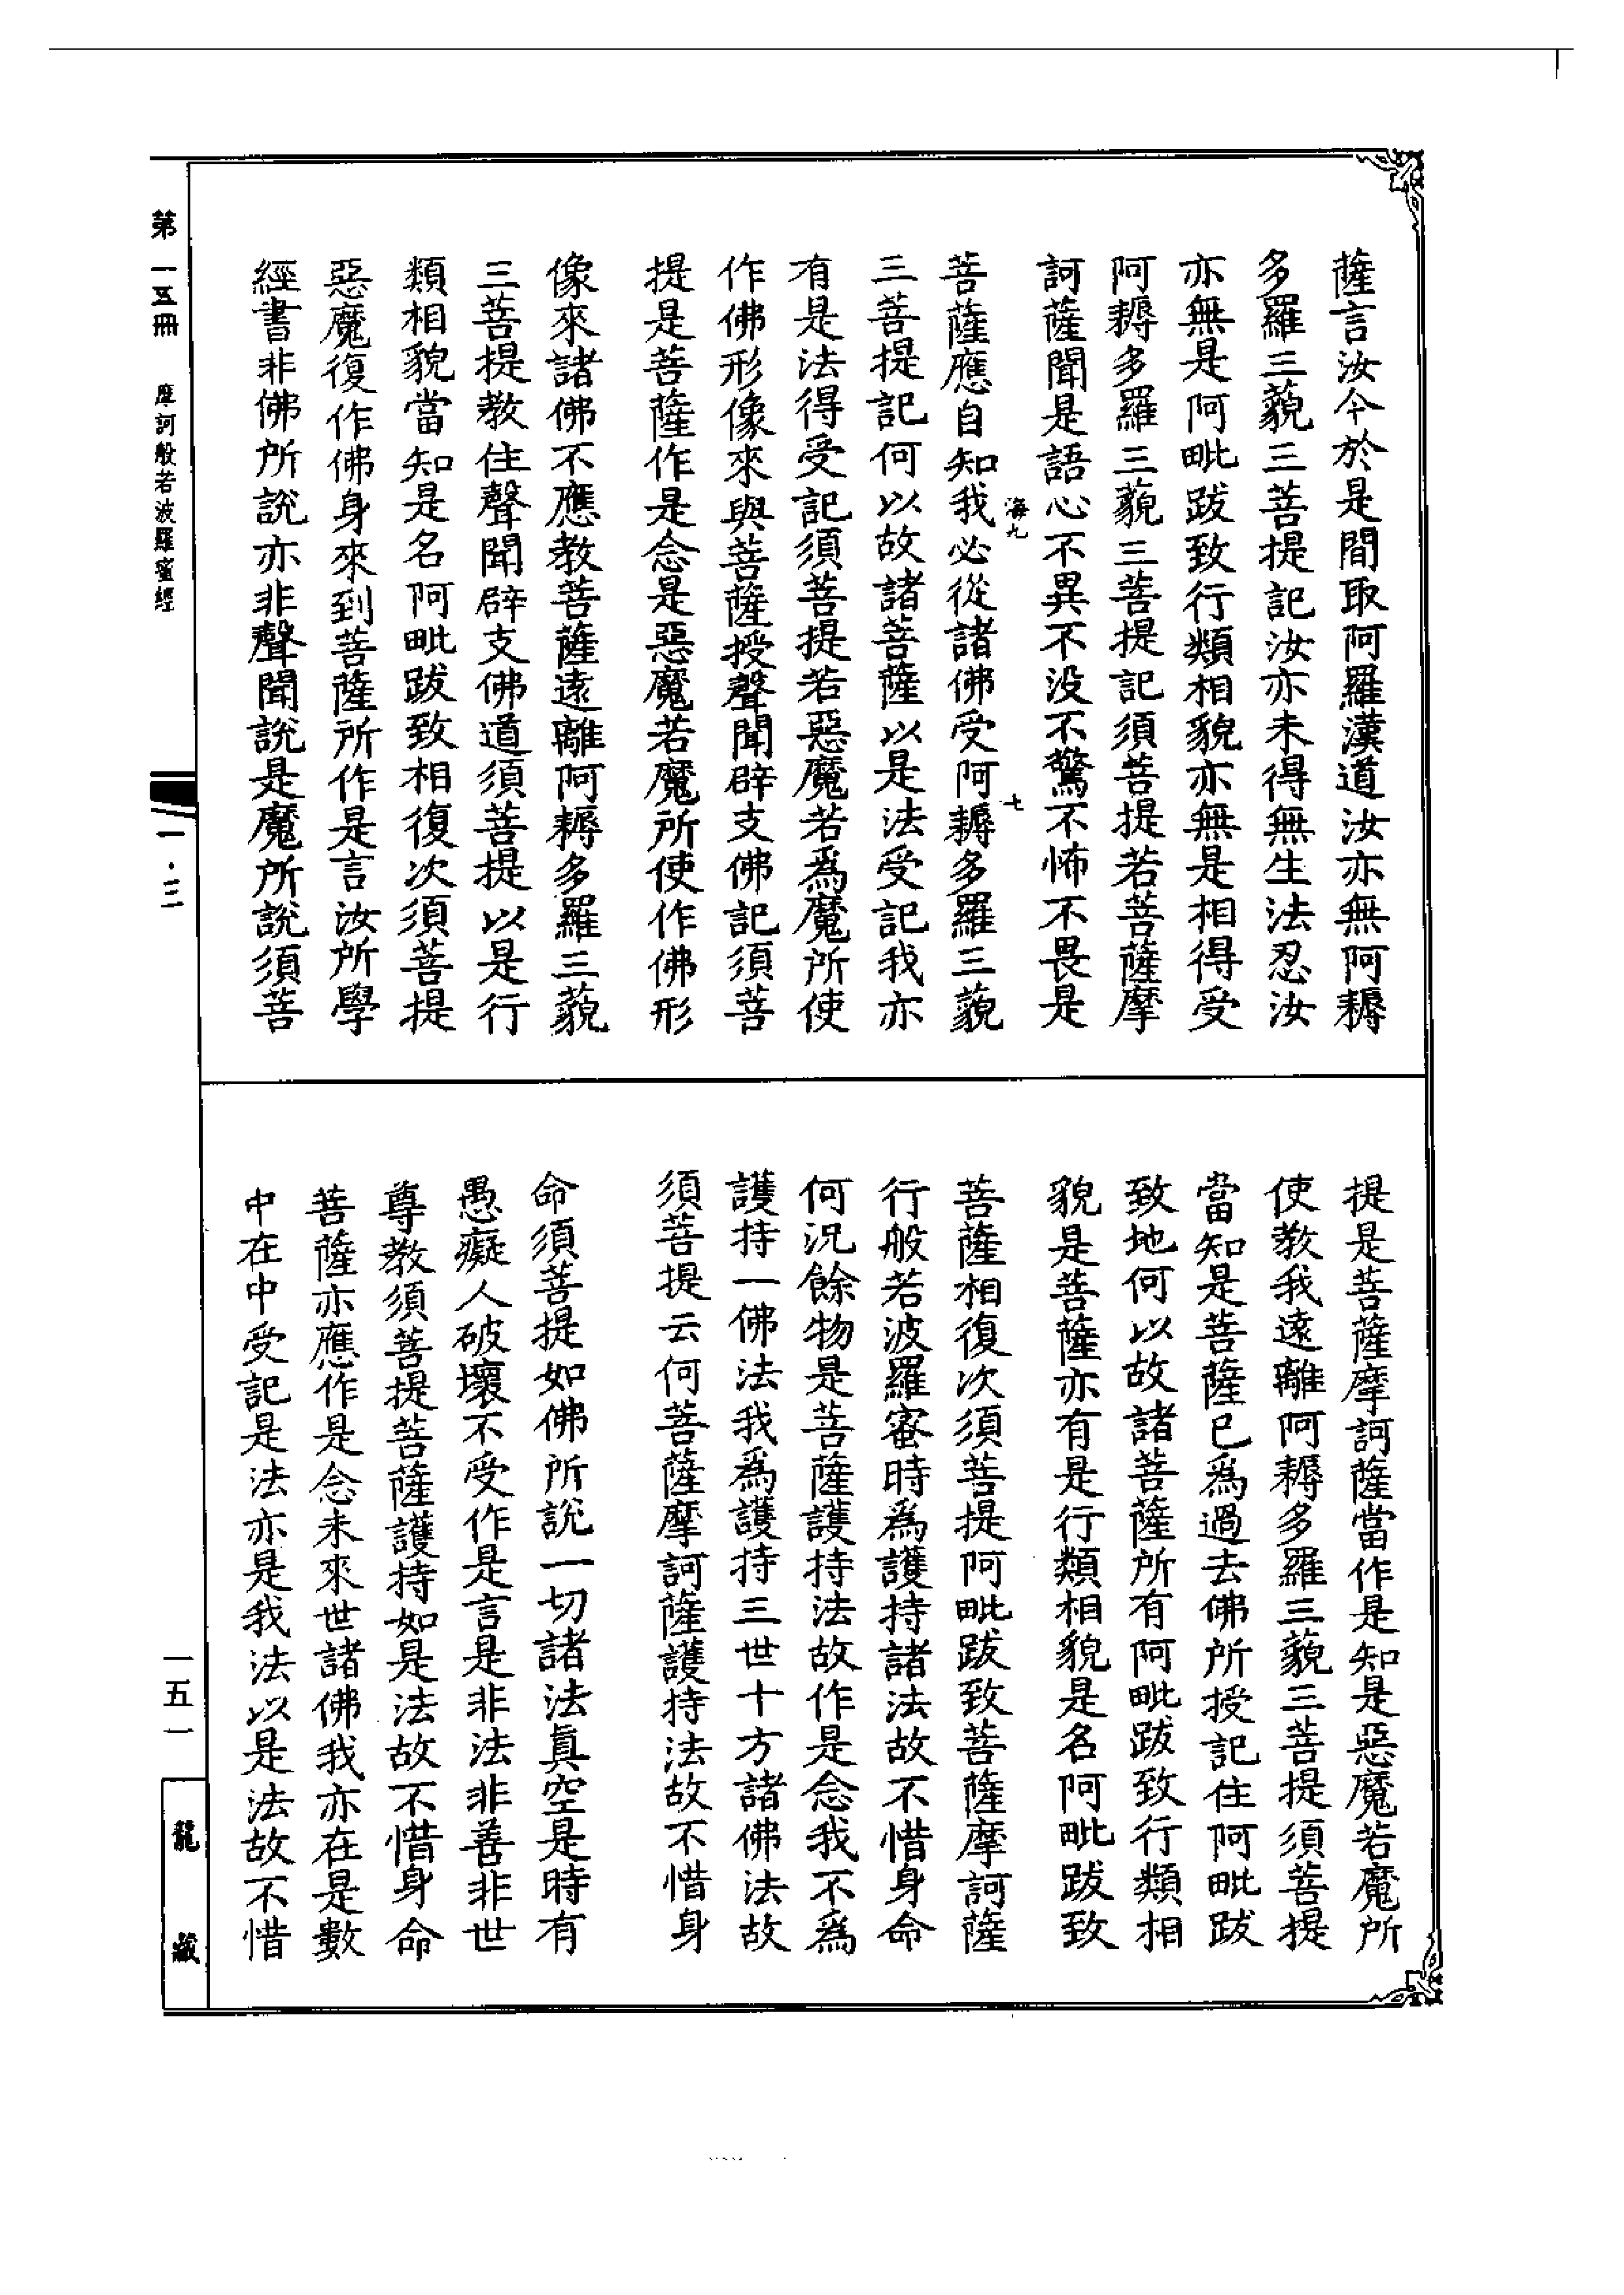 薩言汝今於是間取阿羅漢道汝亦無阿耨
多羅三藐三菩提記汝亦未得無生法忍汝
亦無是阿毗跋致行類相貌亦無是相得受
阿耨多羅三藐三菩提記須菩提若菩薩摩
訶薩聞是語心不異不没不驚不怖不畏是
海九
七
菩薩應自知我必從諸佛受阿耨多羅三藐
三菩提記何以故諸菩薩以是法受記我亦
有是法得受記須菩提若惡魔若爲魔所使
作佛形像來與菩薩授聲聞辟支佛記須菩
提是菩薩作是念是惡魔若魔所使作佛形
像來諸佛不應教菩薩遠離阿耨多羅三藐
三菩提教住聲聞辟支佛道須菩提以是行
類相貌當知是名阿毗跋致相復次須菩提
惡魔復作佛身來到菩薩所作是言汝所學
經書非佛所說亦非聲聞說是魔所說須菩
提是菩薩摩訶薩當作是知是惡魔若魔所
使教我遠離阿耨多羅三藐三菩提須菩提
當知是菩薩已爲過去佛所授記住阿毗跋
致地何以故諸菩薩所有阿毗跋致行類相
貌是菩薩亦有是行類相貌是名阿毗跋致
菩薩相復次須菩提阿毗跋致菩薩摩訶薩
行般若波羅蜜時爲護持諸法故不惜身命
何況餘物是菩薩護持法故作是念我不爲
護持一佛法我爲護持三世十方諸佛法故
須菩提云何菩薩摩訶薩護持法故不惜身
命須菩提如佛所說一切諸法真空是時有
愚癡人破壞不受作是言是非法非善非世
尊教須菩提菩薩護持如是法故不惜身命
菩薩亦應作是念未來世諸佛我亦在是數
中在中受記是法亦是我法以是法故不惜
第一五冊 摩訶般若波羅蜜經
一·三
一五一
龍藏